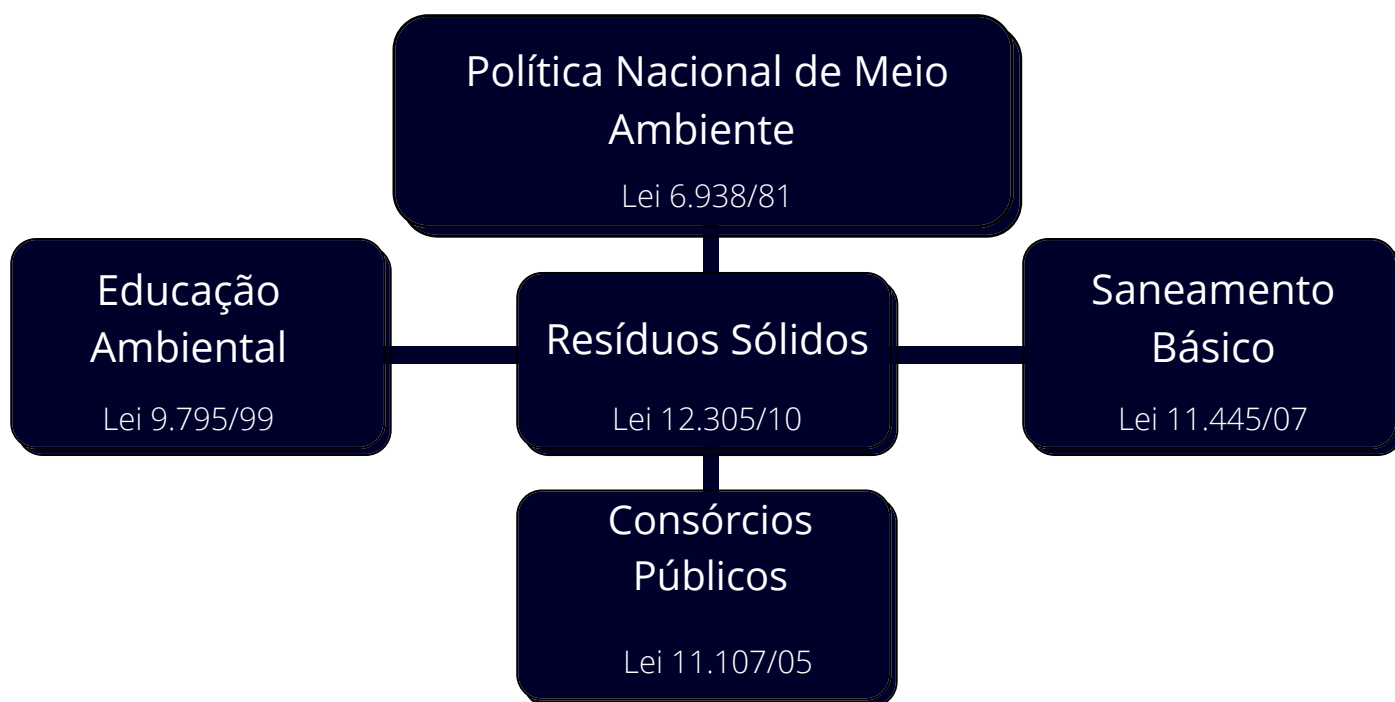 Política Nacional de Meio
Ambiente
Lei 6.938/81
Educação
Ambiental
Lei 9.795/99
Resíduos Sólidos
Lei 12.305/10
Saneamento
Básico
Lei 11.445/07
Consórcios
Públicos
Lei 11.107/05